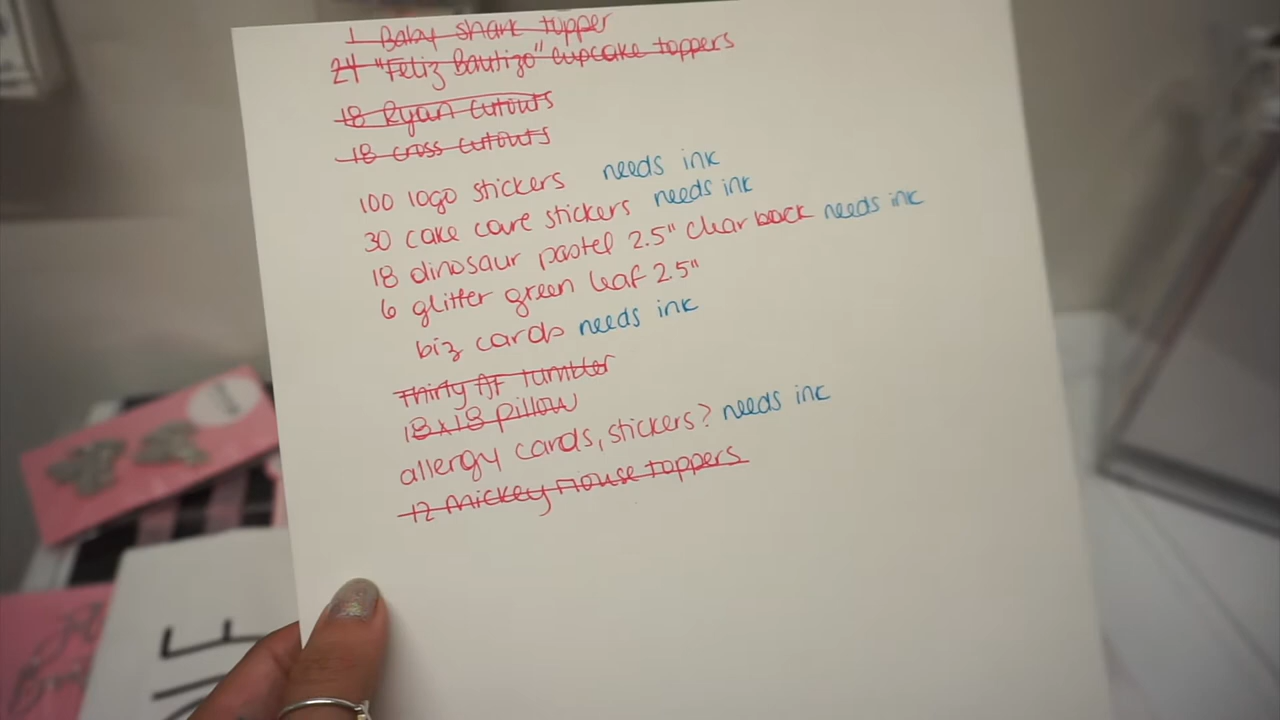 1 Baby shark topper
24 "Feliz Bautizo" cupcake toppers
18 Ryan cutouts
18 cross cutouts
100 logo stickers needs ink
30 cake care stickers needs ink
18 dinosaur pastel 2.5" char back needs ink
6 glitter green leaf 2.5"
biz cards needs ink
Thirty AF tumbler
18x18 pillow
allergy cards, stickers? needs ink
12 Mickey Mouse toppers